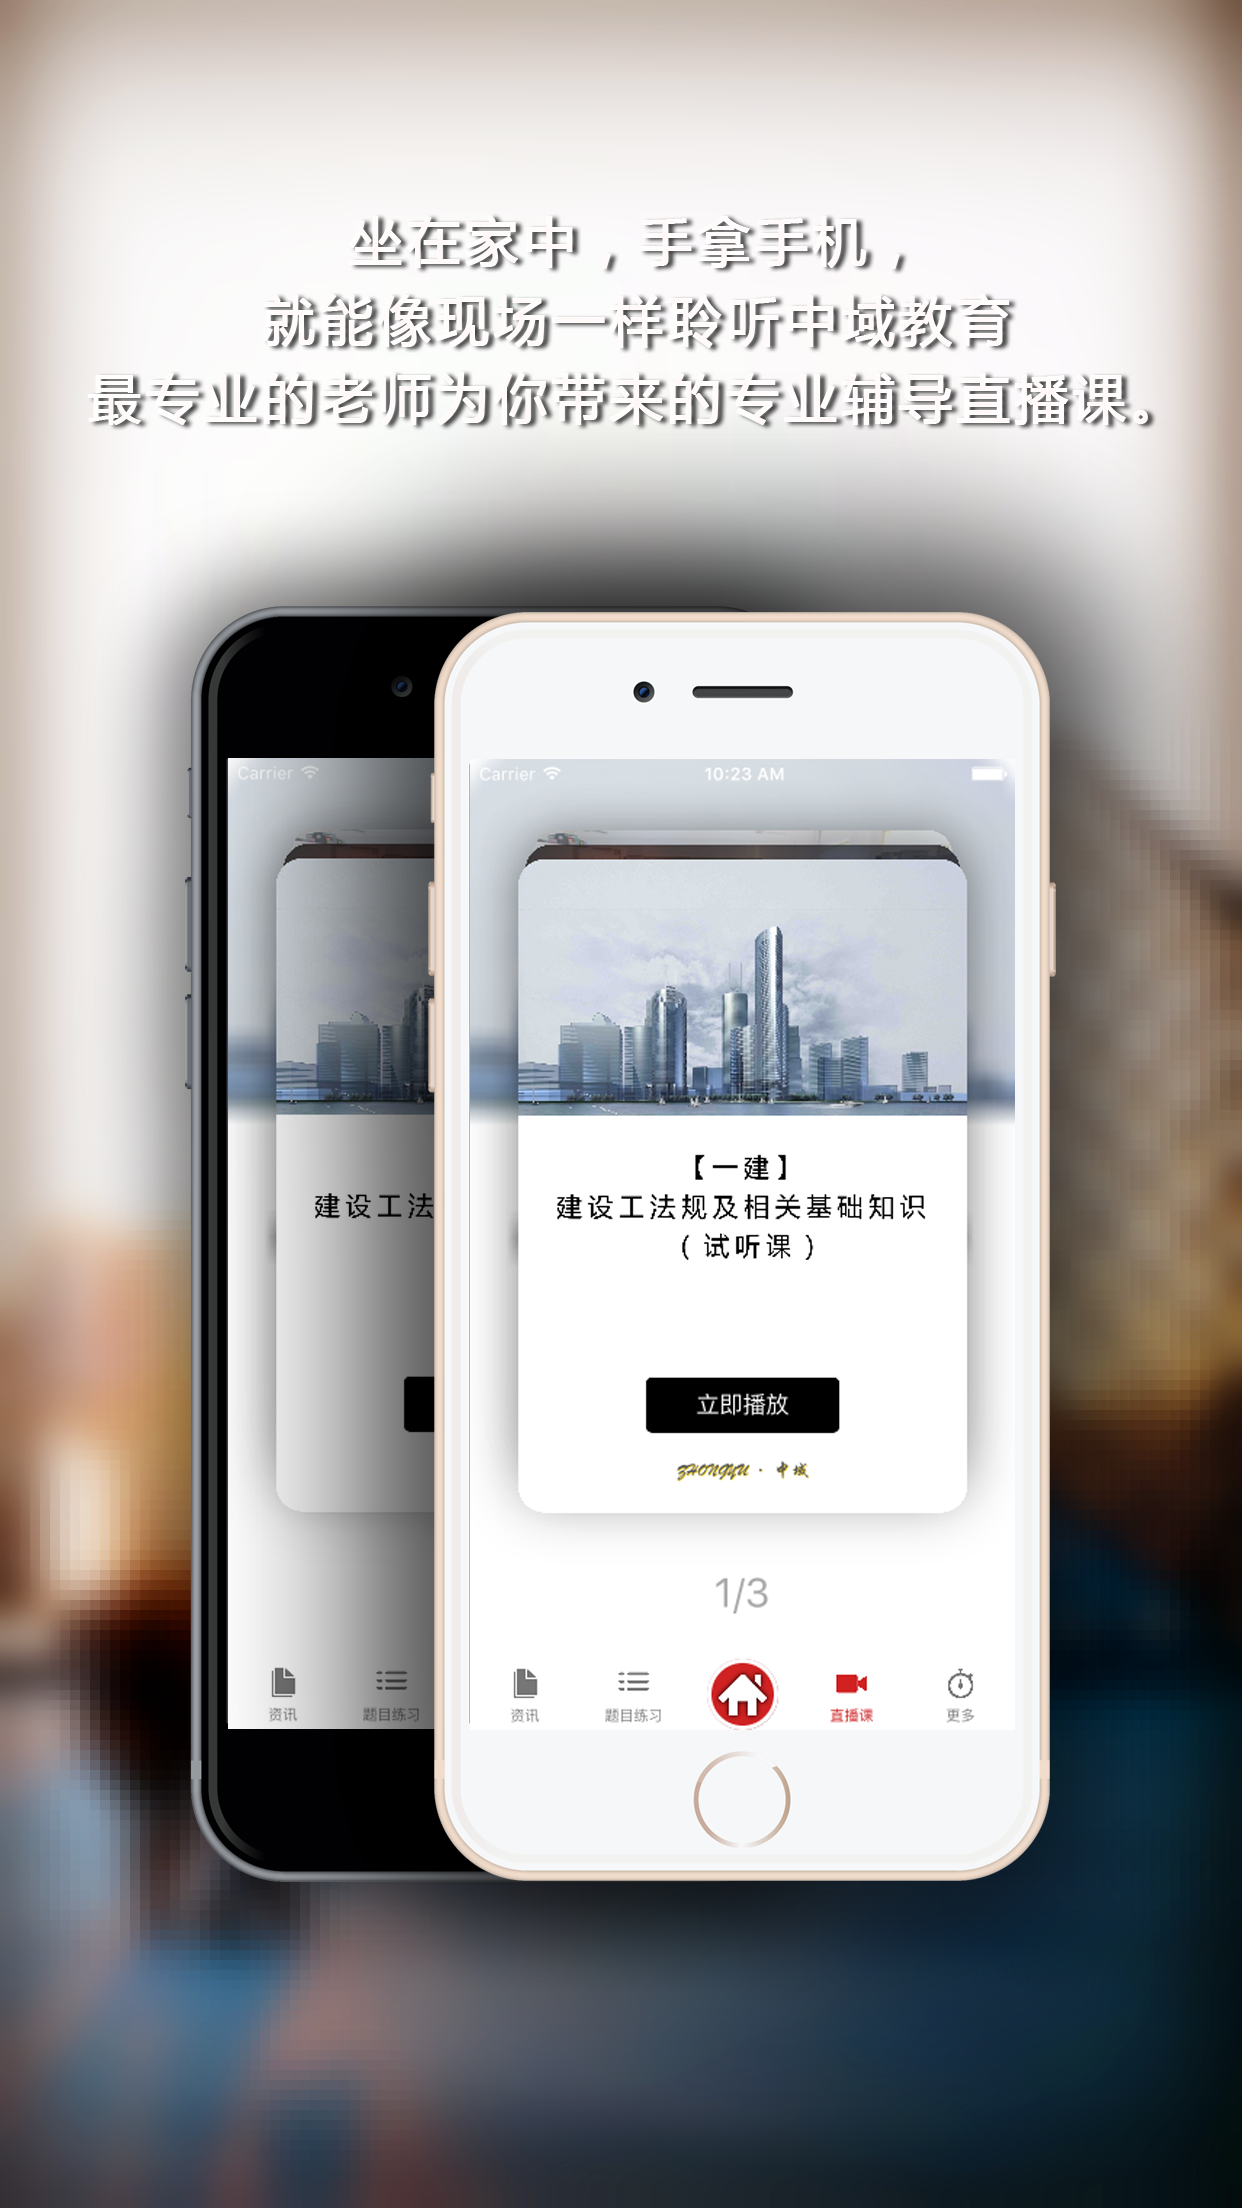 坐在家中，手拿手机，
就能像现场一样聆听中域教育
最专业的老师为你带来的专业辅导直播课。
Carrier
建设工法
资讯
题目练习
Carrier
10:23 AM
【一建】
建设工法规及相关基础知识
（试听课）
立即播放
ZHONGYU · 中域
1/3
资讯
题目练习
直播课
更多